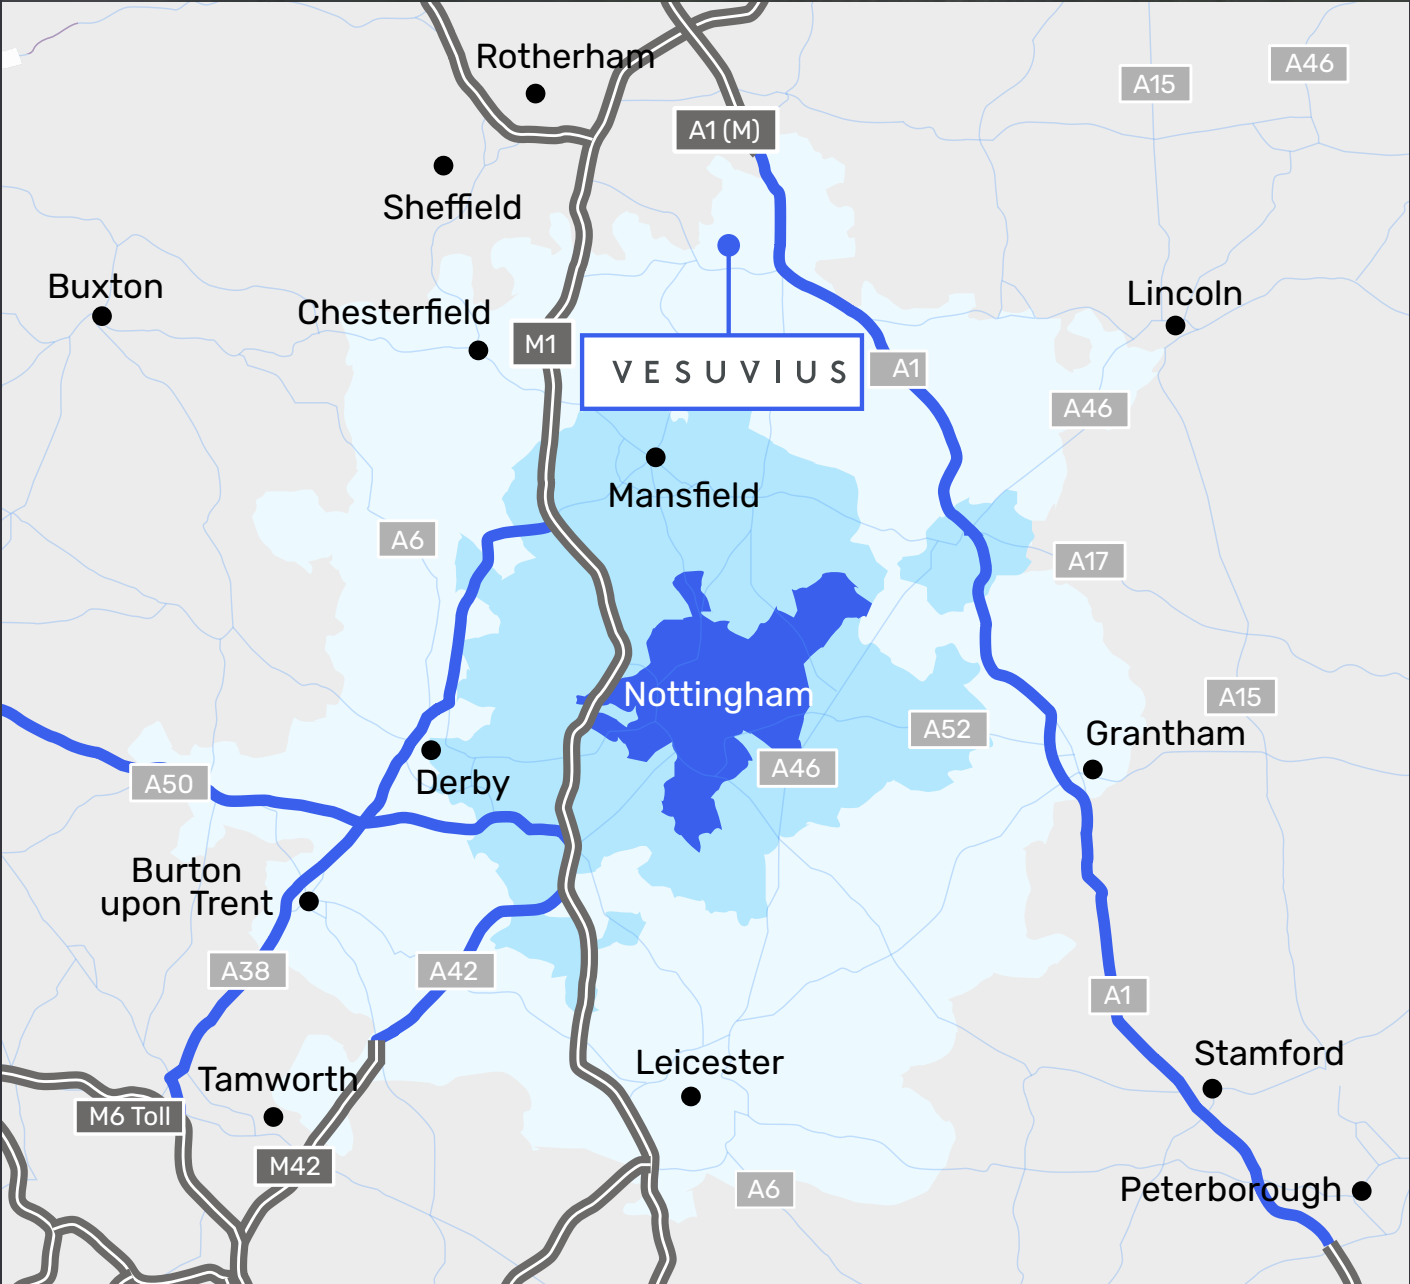 Rotherham
A46
A15
A1 (M)
Sheffield
Buxton
Lincoln
Chesterfield
M1
VESUVIUS
A1
A46
Mansfield
A6
A17
Nottingham
A15
A52
Grantham
A46
Derby
A50
Burton
upon Trent
A38
A42
A1
Stamford
Leicester
Tamworth
M6 Toll
M42
A6
Peterborough